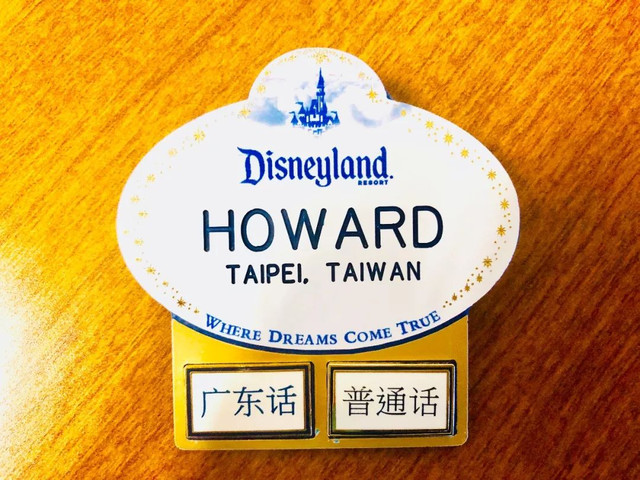 Disneyland
RESORT
HOWARD
TAIPEI, TAIWAN
WHERE DREAMS COME TRUE
广东话 普通话